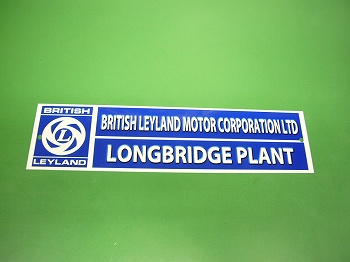 BRITISH
L
LEYLAND
BRITISH LEYLAND MOTOR CORPORATION LTD
LONGBRIDGE PLANT